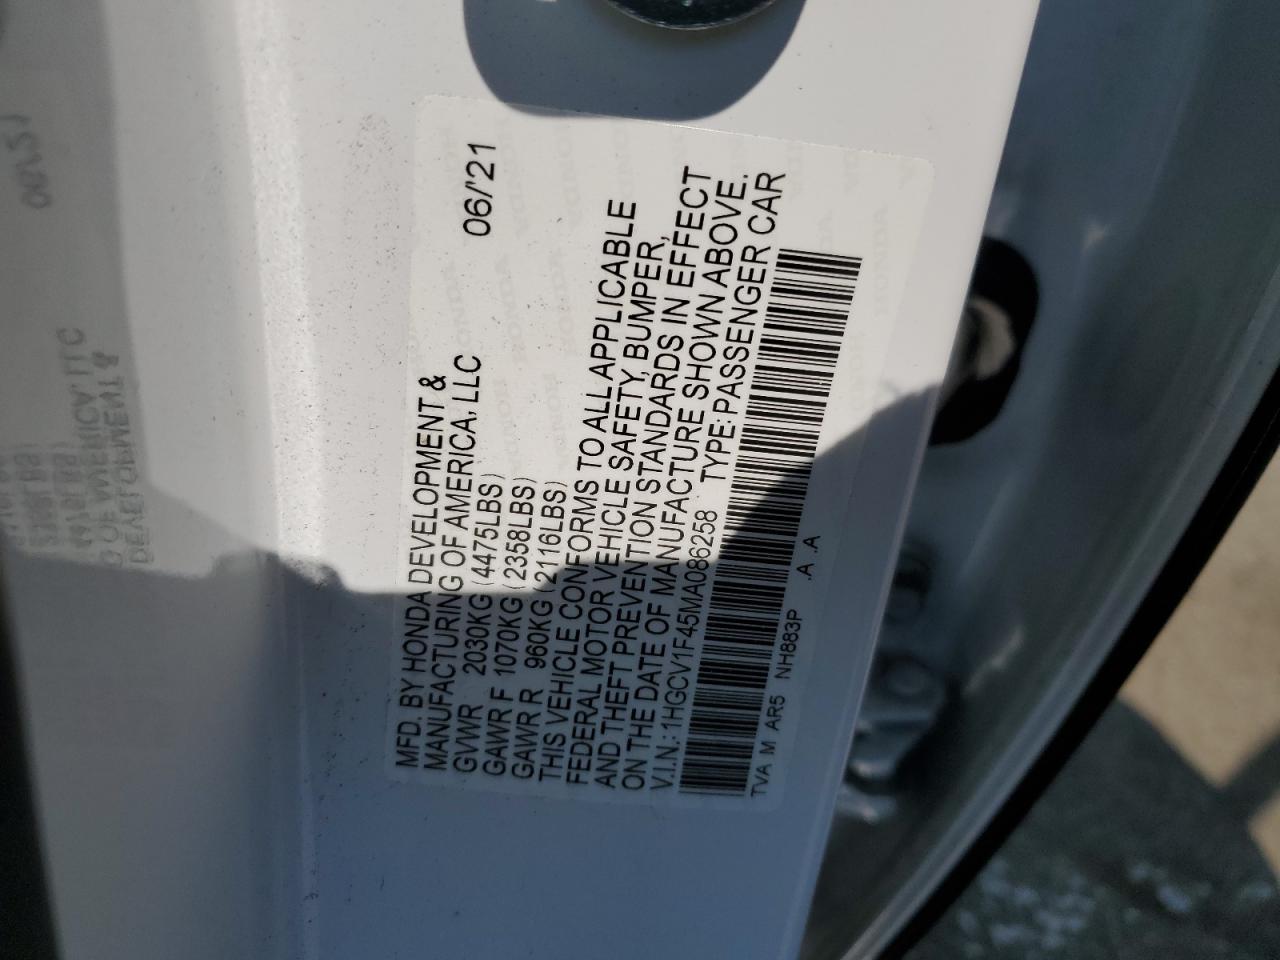 MFD. BY HONDA DEVELOPMENT &
MANUFACTURING OF AMERICA, LLC 06/'21
GVWR 2030KG (4475LBS)
GAWR F 1070KG (2358LBS)
GAWR R 960KG (2116LBS)
THIS VEHICLE CONFORMS TO ALL APPLICABLE
FEDERAL MOTOR VEHICLE SAFETY, BUMPER,
AND THEFT PREVENTION STANDARDS IN EFFECT
ON THE DATE OF MANUFACTURE SHOWN ABOVE.
V.I.N.: 1HGCV1F45MA086258 TYPE: PASSENGER CAR
TVA M AR5 NH883P .A .A